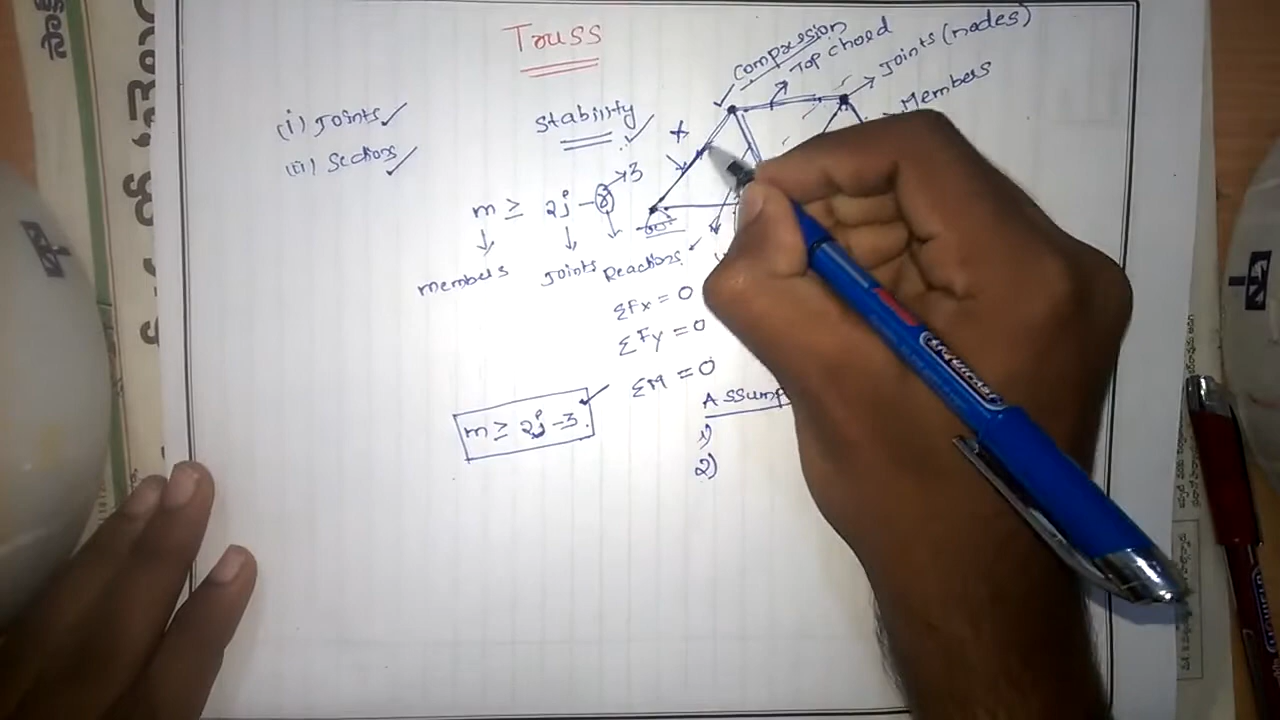 Truss
Compression
Top chord
Joints (nodes)
Members
(i) Joints ✓
(ii) Sections ✓
Stability
m ≥ 2j - r → 3
members
Joints
Reactions
ΣFx = 0
ΣFy = 0
ΣM = 0
m ≥ 2j - 3.
Assump
1)
2)